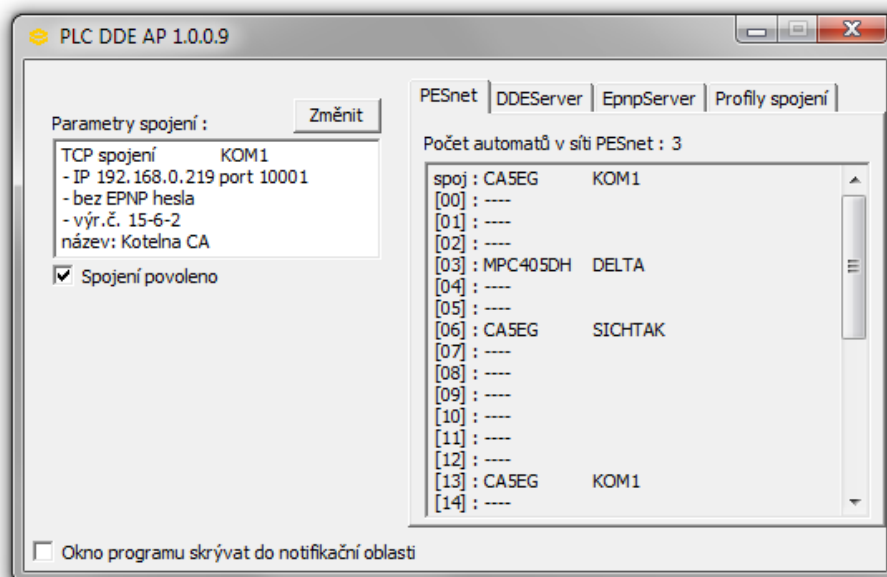 PLC DDE AP 1.0.0.9
Parametry spojení :
Změnit
TCP spojení KOM1
- IP 192.168.0.219 port 10001
- bez EPNP hesla
- výr.č. 15-6-2
název: Kotelna CA
Spojení povoleno
PESnet DDEServer EpnpServer Profily spojení
Počet automatů v síti PESnet : 3
spoj : CA5EG KOM1
[00] : ----
[01] : ----
[02] : ----
[03] : MPC405DH DELTA
[04] : ----
[05] : ----
[06] : CA5EG SICHTAK
[07] : ----
[08] : ----
[09] : ----
[10] : ----
[11] : ----
[12] : ----
[13] : CA5EG KOM1
[14] : ----
Okno programu skrývat do notifikační oblasti